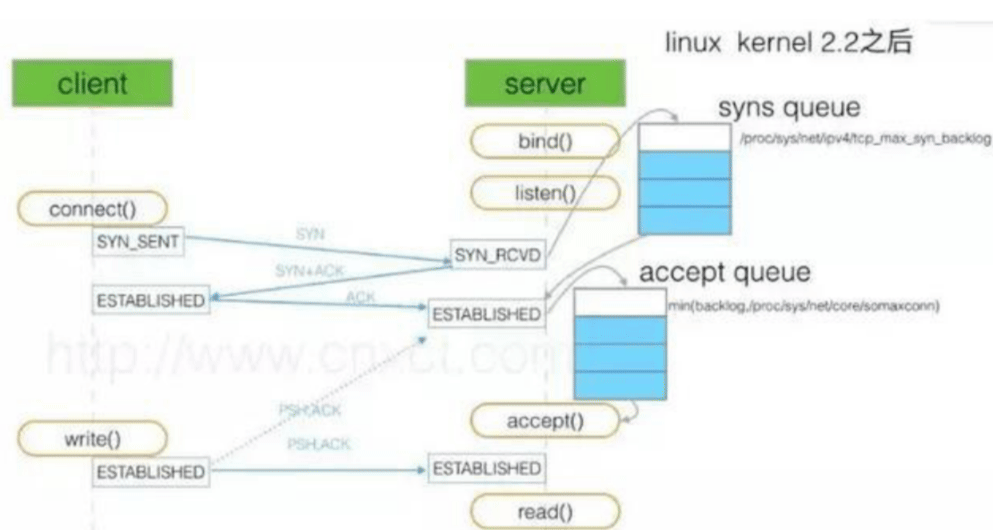 linux kernel 2.2之后
client
server
syns queue
bind()
/proc/sys/net/ipv4/tcp_max_syn_backlog
listen()
connect()
SYN
SYN_SENT
SYN_RCVD
SYN+ACK
accept queue
ESTABLISHED
ACK
ESTABLISHED
min(backlog,/proc/sys/net/core/somaxconn)
http://www.cnxct.com
PSH,ACK
accept()
write()
PSH,ACK
ESTABLISHED
ESTABLISHED
read()